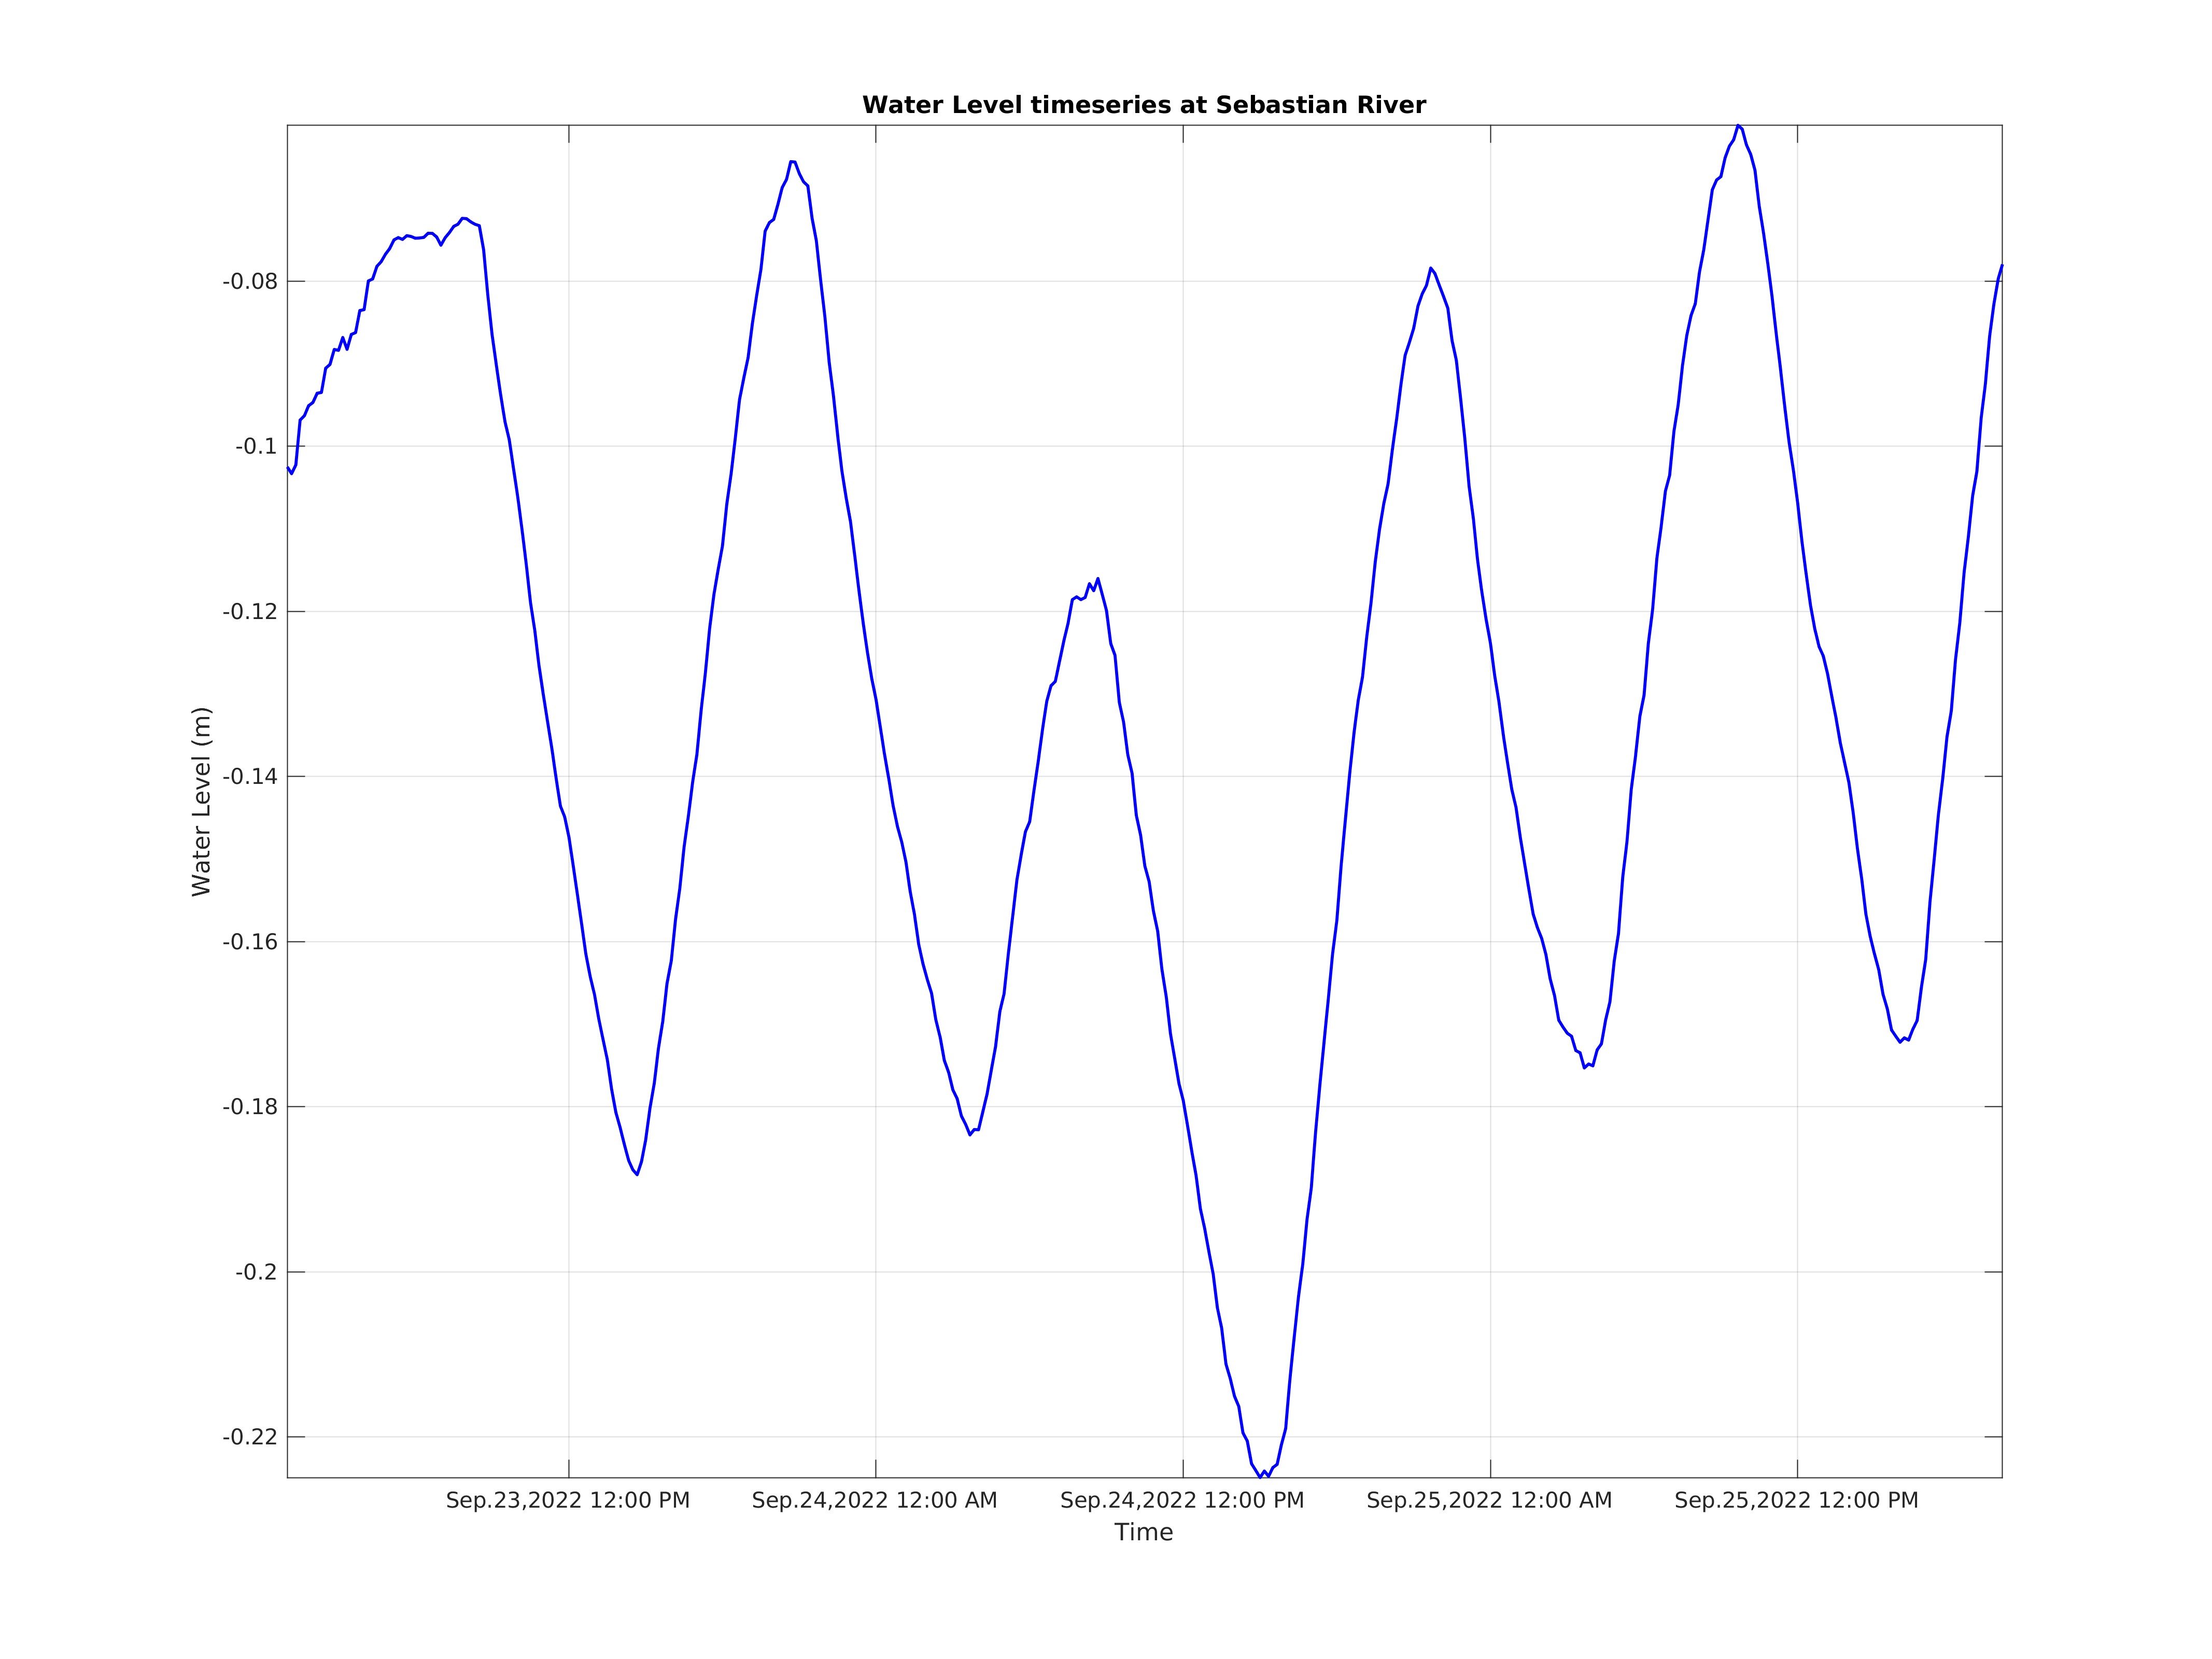 Water Level timeseries at Sebastian River
Water Level (m)
-0.08
-0.1
-0.12
-0.14
-0.16
-0.18
-0.2
-0.22
Sep.23,2022 12:00 PM
Sep.24,2022 12:00 AM
Sep.24,2022 12:00 PM
Sep.25,2022 12:00 AM
Sep.25,2022 12:00 PM
Time